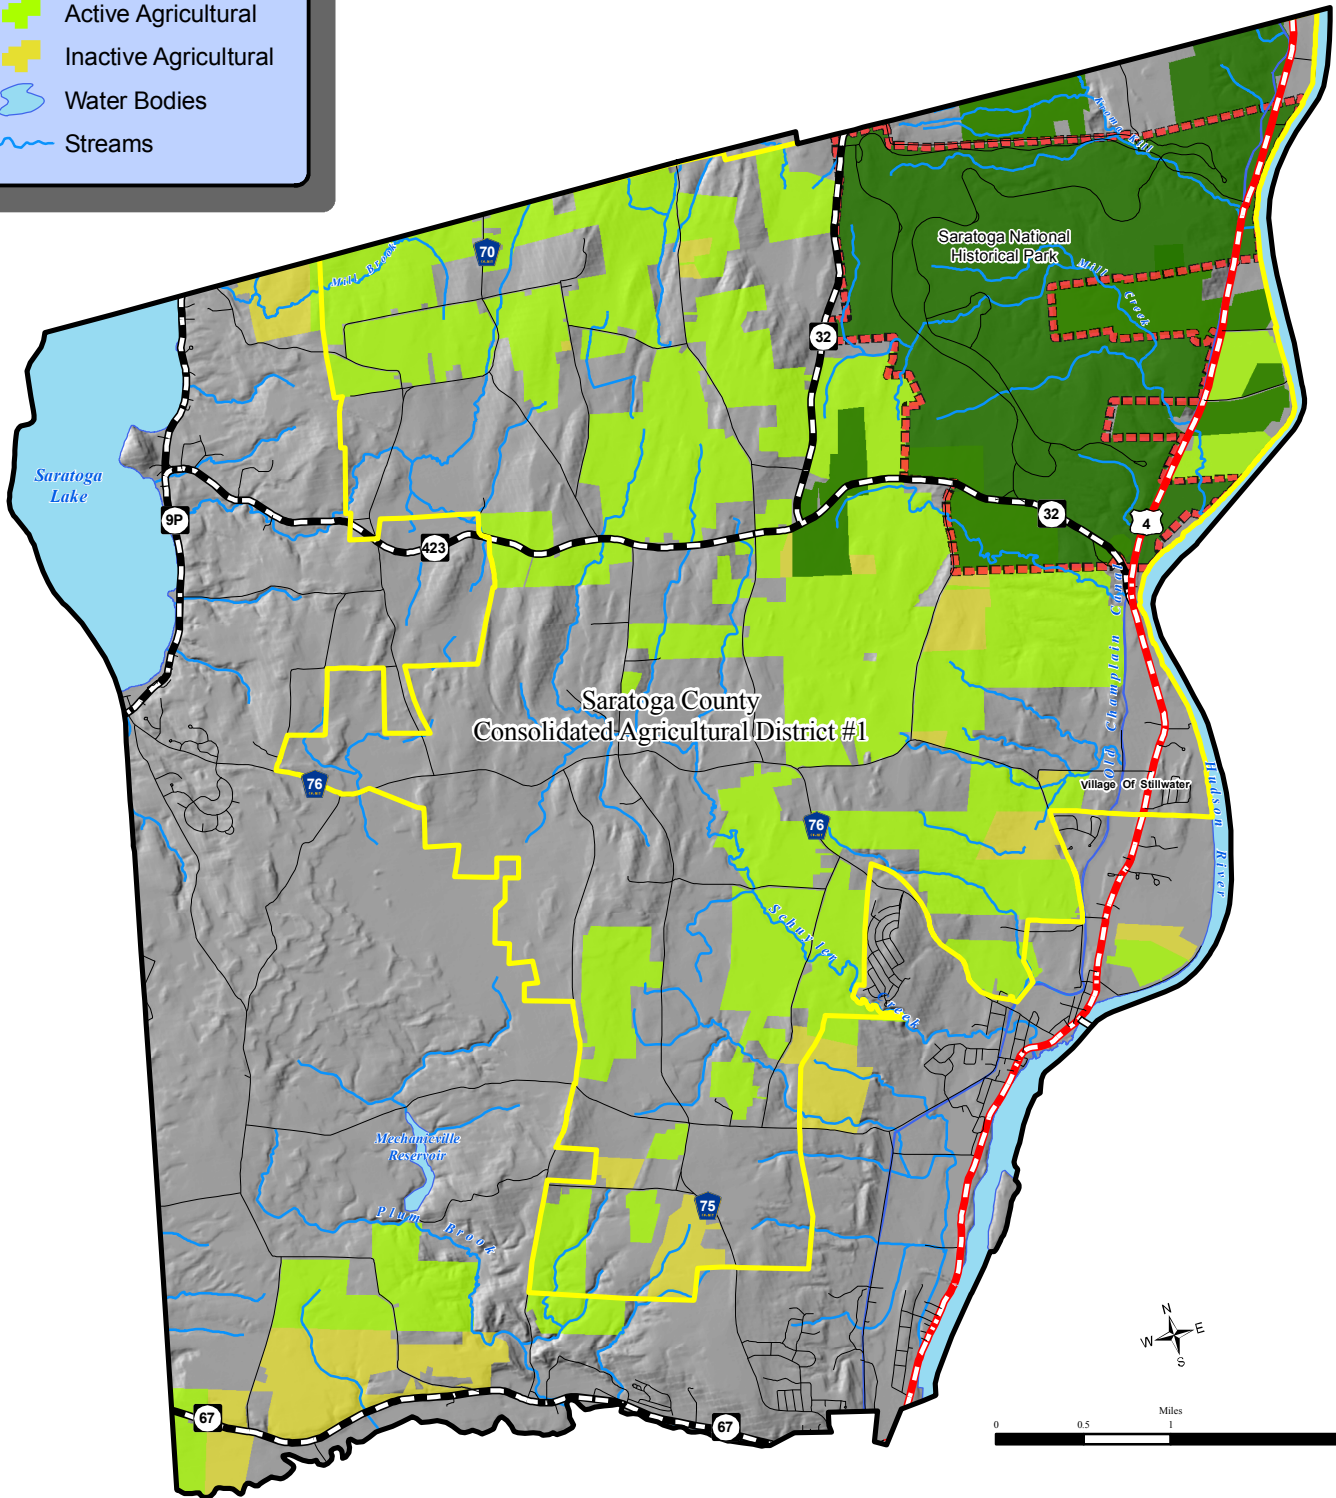 Active Agricultural
Inactive Agricultural
Water Bodies
Streams
Kroma Kill
Saratoga National
Historical Park
Mill Creek
Mill Brook
70
32
Saratoga
Lake
9P
423
32
4
Old Champlain Canal
Saratoga County
Consolidated Agricultural District #1
76
Village Of Stillwater
Hudson River
76
Schuyler Creek
Mechanicville
Reservoir
Plum Brook
75
N
W E
S
Miles
0 0.5 1
67
67